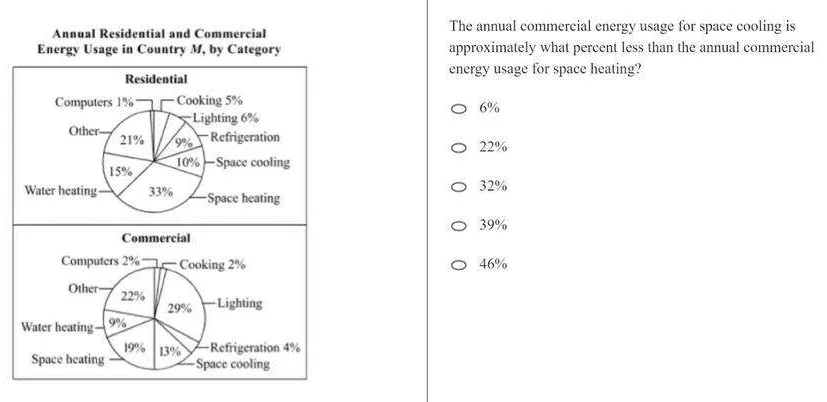 Annual Residential and Commercial
Energy Usage in Country M, by Category
Residential
Computers 1%
Cooking 5%
Lighting 6%
Other
21%
9%
Refrigeration
10%
Space cooling
15%
Water heating
33%
Space heating
Commercial
Computers 2%
Cooking 2%
Other
22%
29%
Lighting
Water heating
9%
19%
13%
Refrigeration 4%
Space heating
Space cooling
The annual commercial energy usage for space cooling is
approximately what percent less than the annual commercial
energy usage for space heating?
6%
22%
32%
39%
46%